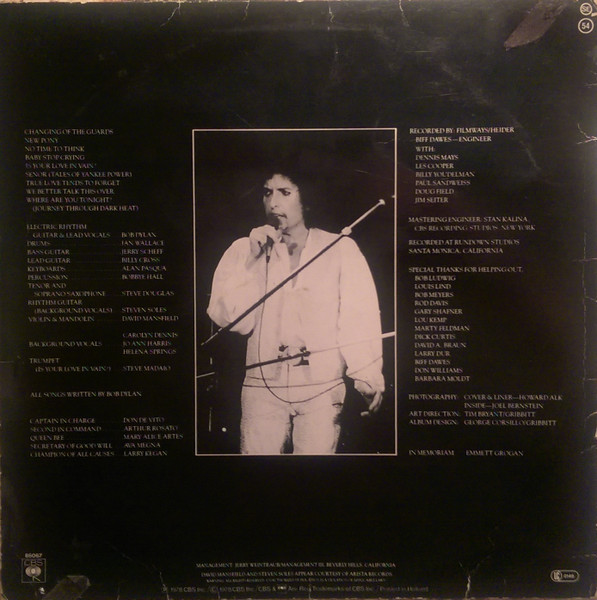 SE
54
CHANGING OF THE GUARDS
NEW PONY
NO TIME TO THINK
BABY STOP CRYING
IS YOUR LOVE IN VAIN?
SEÑOR (TALES OF YANKEE POWER)
TRUE LOVE TENDS TO FORGET
WE BETTER TALK THIS OVER
WHERE ARE YOU TONIGHT?
(JOURNEY THROUGH DARK HEAT)
ELECTRIC RHYTHM
GUITAR & LEAD VOCALS BOB DYLAN
DRUMS IAN WALLACE
BASS GUITAR JERRY SCHEFF
LEAD GUITAR BILLY CROSS
KEYBOARDS ALAN PASQUA
PERCUSSION BOBBYE HALL
TENOR AND
SOPRANO SAXOPHONE STEVE DOUGLAS
RHYTHM GUITAR
(BACKGROUND VOCALS) STEVEN SOLES
VIOLIN & MANDOLIN DAVID MANSFIELD
CAROLYN DENNIS
BACKGROUND VOCALS JO ANN HARRIS
HELENA SPRINGS
TRUMPET
(IS YOUR LOVE IN VAIN?) STEVE MADAIO
ALL SONGS WRITTEN BY BOB DYLAN
CAPTAIN IN CHARGE DON DEVITO
SECOND IN COMMAND ARTHUR ROSATO
QUEEN BEE MARY ALICE ARTES
SECRETARY OF GOOD WILL AVA MEGNA
CHAMPION OF ALL CAUSES LARRY KEGAN
RECORDED BY: FILMWAYS/HEIDER
BIFF DAWES—ENGINEER
WITH:
DENNIS MAYS
LES COOPER
BILLY YOUDELMAN
PAUL SANDWEISS
DOUG FIELD
JIM SEITER
MASTERING ENGINEER: STAN KALINA,
CBS RECORDING STUDIOS NEW YORK
RECORDED AT RUNDOWN STUDIOS
SANTA MONICA, CALIFORNIA
SPECIAL THANKS FOR HELPING OUT:
BOB LUDWIG
LOUIS LIND
BOB MEYERS
ROD DAVIS
GARY SHAFNER
LOU KEMP
MARTY FELDMAN
DICK CURTIS
DAVID A. BRAUN
LARRY DUR
BIFF DAWES
DON WILLIAMS
BARBARA MOLDT
PHOTOGRAPHY: COVER & LINER—HOWARD ALK
INSIDE—JOEL BERNSTEIN
ART DIRECTION: TIM BRYANT/GRIBBITT
ALBUM DESIGN: GEORGE CORSILLO/GRIBBITT
IN MEMORIAM EMMETT GROGAN
86067
CBS
MANAGEMENT: JERRY WEINTRAUB/MANAGEMENT III, BEVERLY HILLS, CALIFORNIA
DAVID MANSFIELD AND STEVEN SOLES APPEAR COURTESY OF ARISTA RECORDS